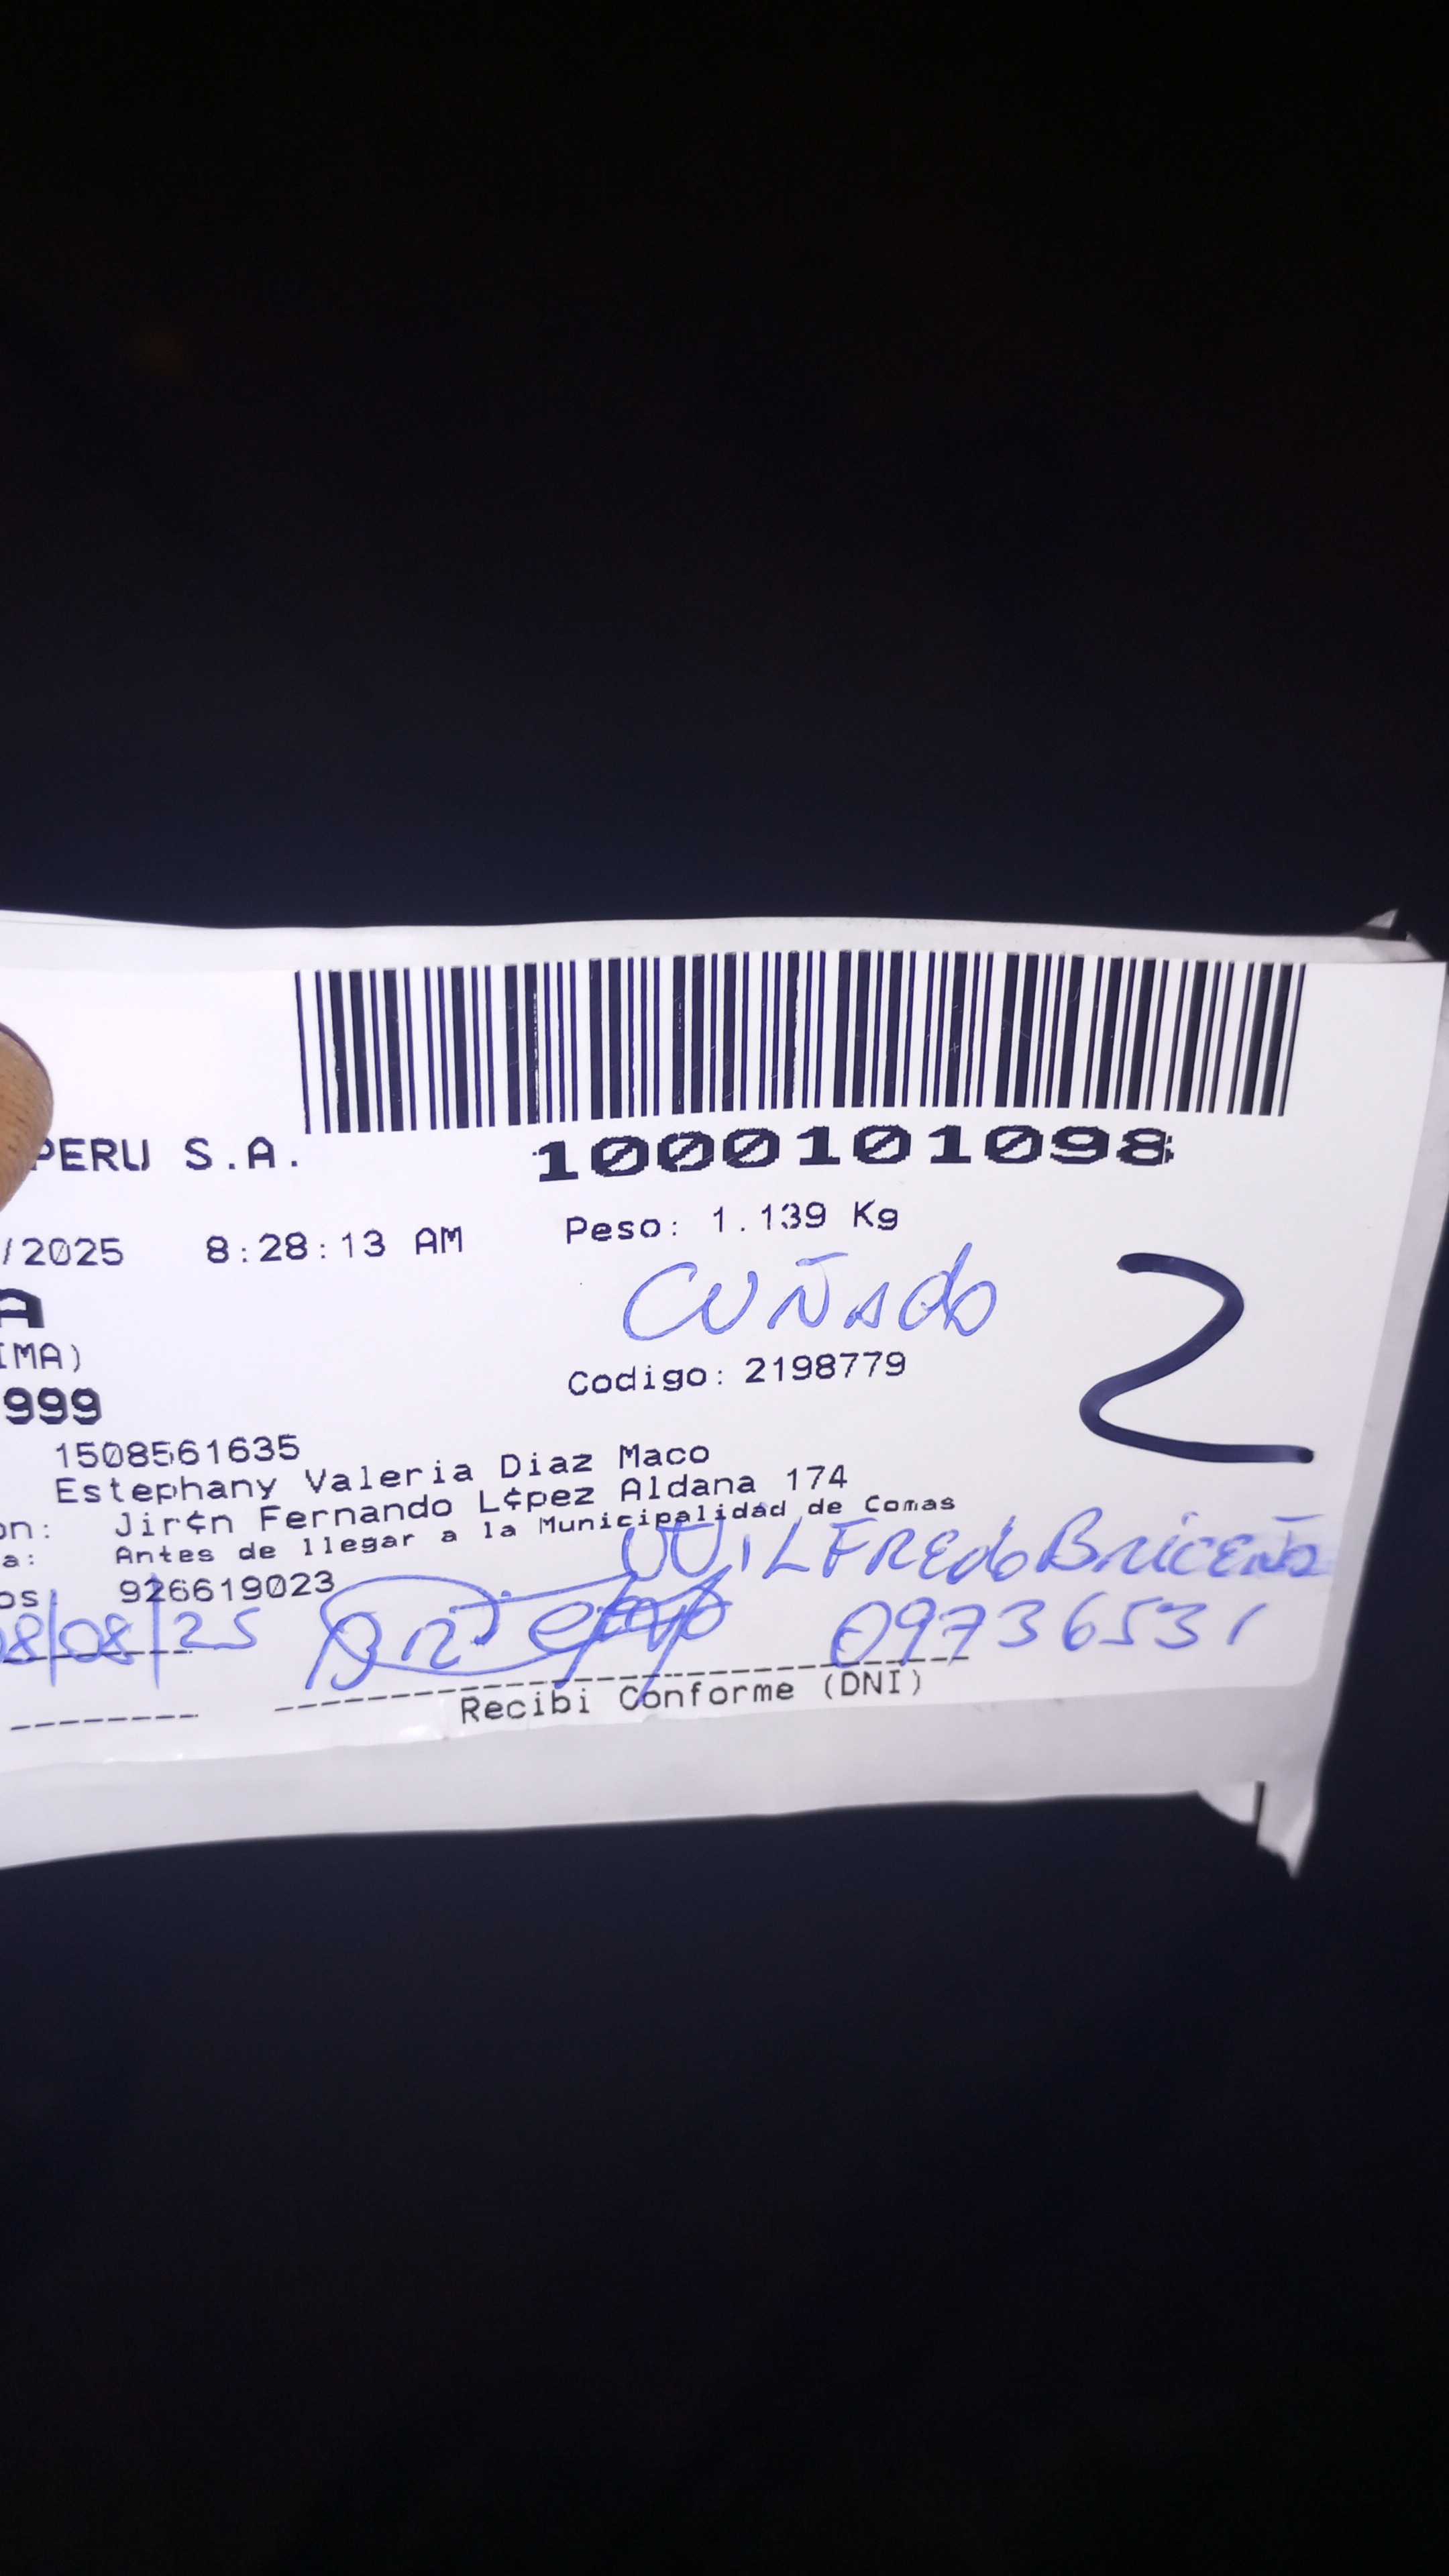 PERU S.A.
1000101098
/2025 8:28:13 AM
Peso: 1.139 Kg
A
CUÑADO
2
IMA)
Codigo: 2198779
999
1508561635
Estephany Valeria Diaz Maco
on: Jir¢n Fernando L¢pez Aldana 174
a: Antes de llegar a la Municipalidad de Comas
WILFREDO BRICEÑO
os: 926619023
08/08/25
09736531
Recibi Conforme (DNI)